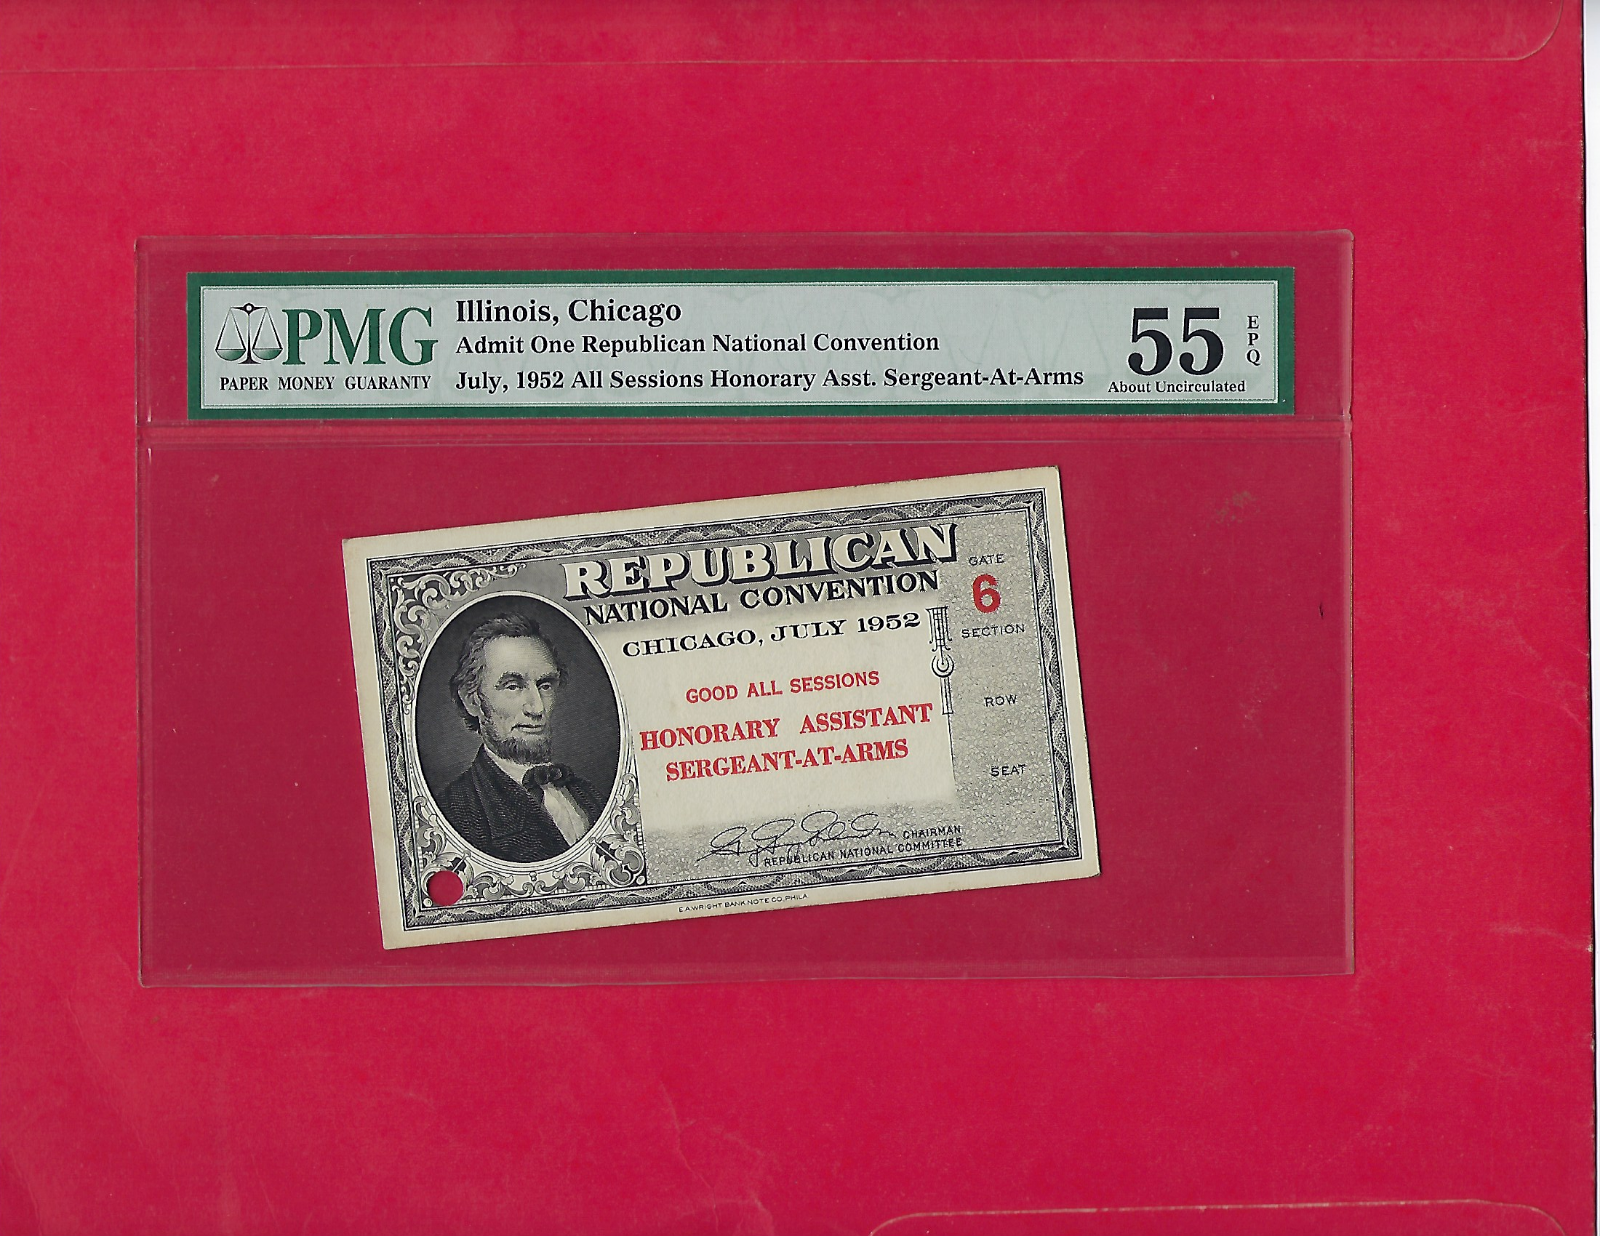 PMG
PAPER MONEY GUARANTY
Illinois, Chicago
Admit One Republican National Convention
July, 1952 All Sessions Honorary Asst. Sergeant-At-Arms
55
EPQ
About Uncirculated
REPUBLICAN
NATIONAL CONVENTION
CHICAGO, JULY 1952
GOOD ALL SESSIONS
HONORARY ASSISTANT
SERGEANT-AT-ARMS
GATE
6
SECTION
ROW
SEAT
CHAIRMAN
REPUBLICAN NATIONAL COMMITTEE
E.A.WRIGHT BANK NOTE CO. PHILA